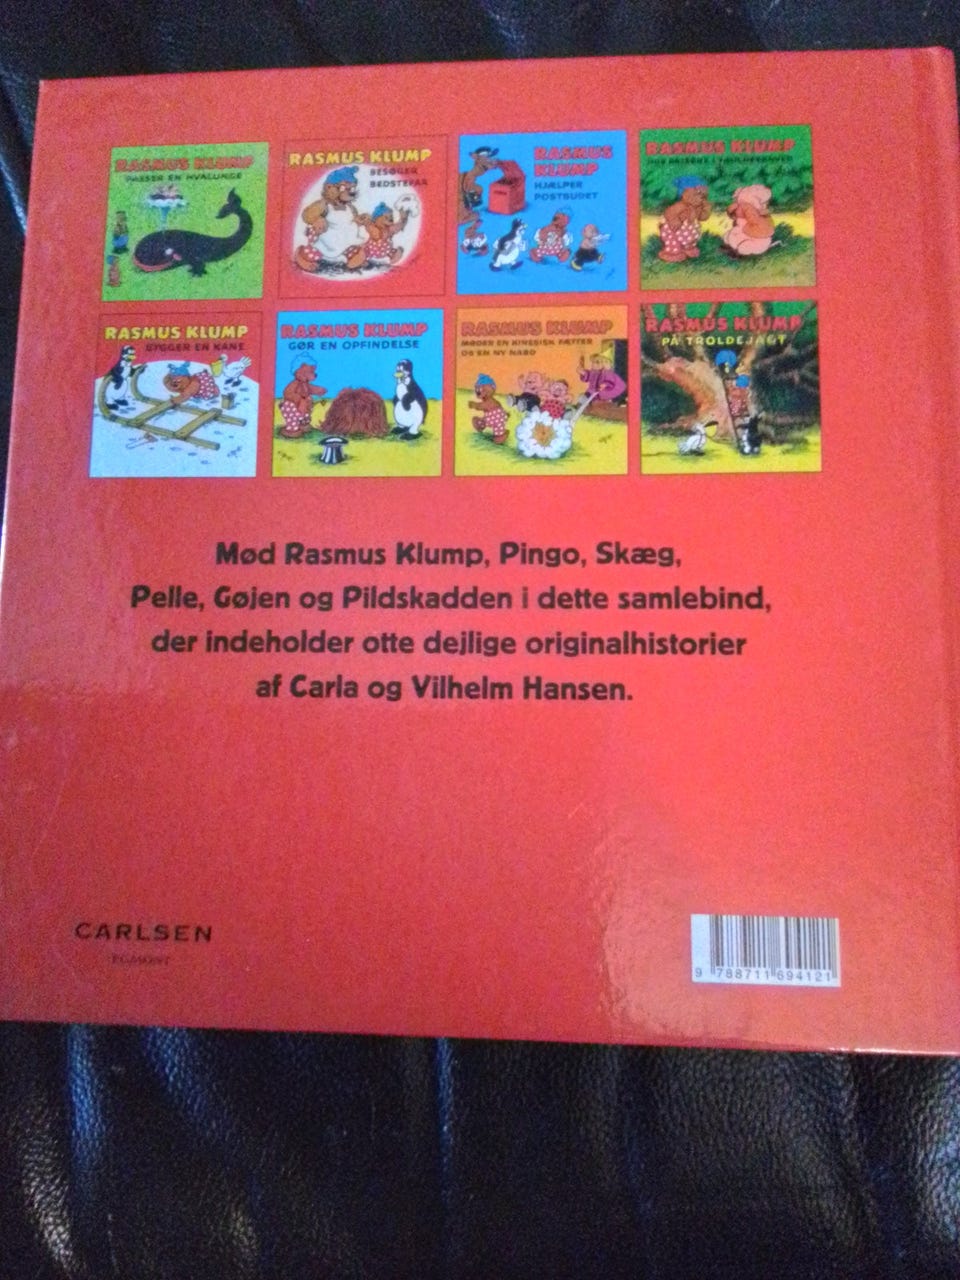 RASMUS KLUMP
PASSER EN HVALUNGE
RASMUS KLUMP
BESØGER
BEDSTEFAR
RASMUS
KLUMP
HJÆLPER
POSTBUDET
RASMUS KLUMP
RASMUS KLUMP
BYGGER EN KANE
RASMUS KLUMP
GØR EN OPFINDELSE
RASMUS KLUMP
MØDER EN KINESISK FÆTTER
OG EN NY NABO
RASMUS KLUMP
PÅ TROLDEJAGT
Mød Rasmus Klump, Pingo, Skæg,
Pelle, Gøjen og Pildskadden i dette samlebind,
der indeholder otte dejlige originalhistorier
af Carla og Vilhelm Hansen.
CARLSEN
EGMONT
9 788711 694121